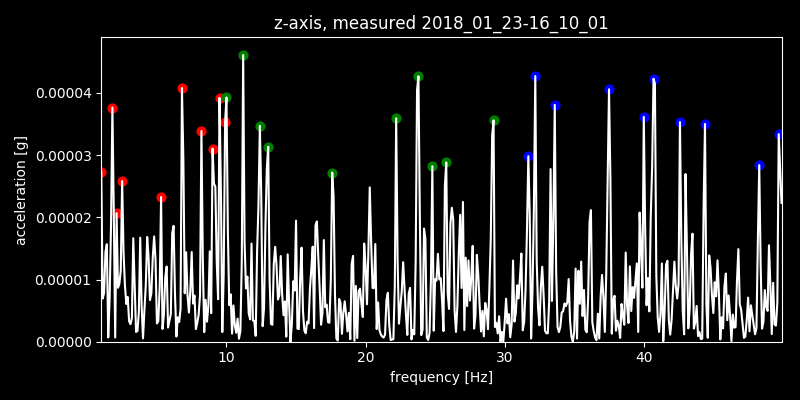 z-axis, measured 2018_01_23-16_10_01
acceleration [g]
0.00004
0.00003
0.00002
0.00001
0.00000
10 20 30 40
frequency [Hz]